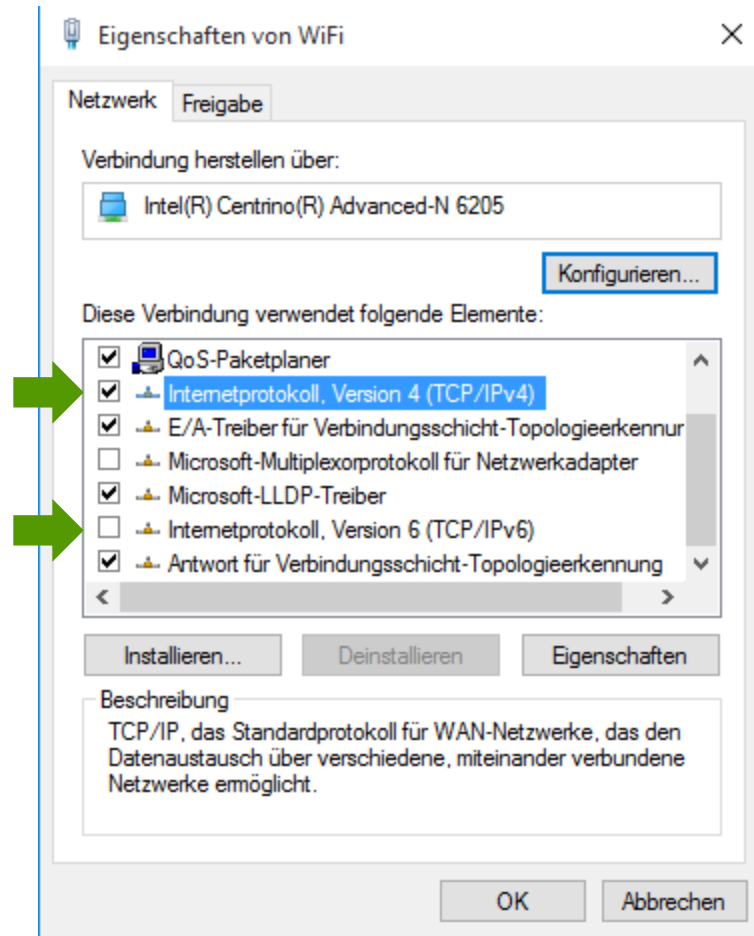 Eigenschaften von WiFi
Netzwerk Freigabe
Verbindung herstellen über:
Intel(R) Centrino(R) Advanced-N 6205
Konfigurieren...
Diese Verbindung verwendet folgende Elemente:
QoS-Paketplaner
Internetprotokoll, Version 4 (TCP/IPv4)
E/A-Treiber für Verbindungsschicht-Topologieerkennur
Microsoft-Multiplexorprotokoll für Netzwerkadapter
Microsoft-LLDP-Treiber
Internetprotokoll, Version 6 (TCP/IPv6)
Antwort für Verbindungsschicht-Topologieerkennung
Installieren... Deinstallieren Eigenschaften
Beschreibung
TCP/IP, das Standardprotokoll für WAN-Netzwerke, das den
Datenaustausch über verschiedene, miteinander verbundene
Netzwerke ermöglicht.
OK Abbrechen